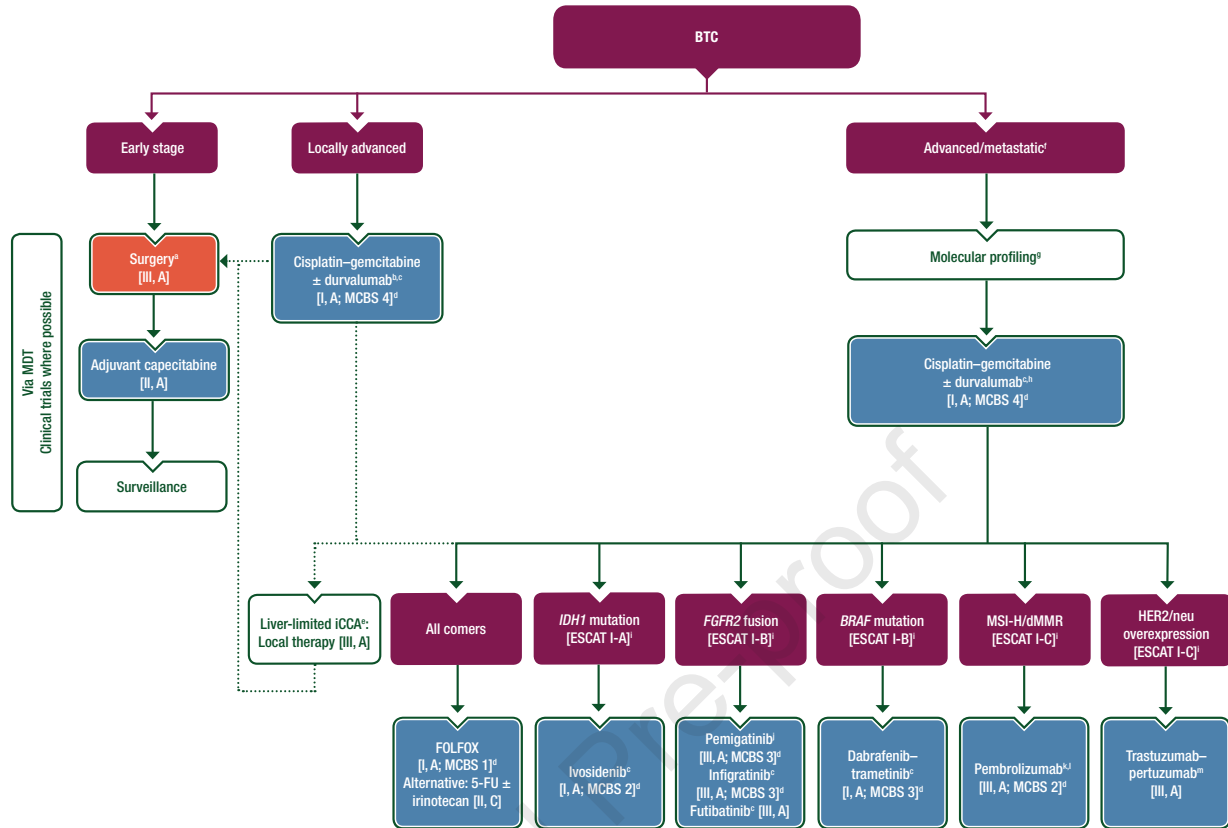 BTC
Early stage
Locally advanced
Advanced/metastaticᶠ
Via MDT
Clinical trials where possible
Surgeryᵃ
[III, A]
Cisplatin–gemcitabine
± durvalumabᵇ,ᶜ
[I, A; MCBS 4]ᵈ
Molecular profilingᵍ
Adjuvant capecitabine
[II, A]
Cisplatin–gemcitabine
± durvalumabᶜ,ʰ
[I, A; MCBS 4]ᵈ
Surveillance
Liver-limited iCCAᵉ:
Local therapy [III, A]
All comers
IDH1 mutation
[ESCAT I-A]ⁱ
FGFR2 fusion
[ESCAT I-B]ⁱ
BRAF mutation
[ESCAT I-B]ⁱ
MSI-H/dMMR
[ESCAT I-C]ⁱ
HER2/neu
overexpression
[ESCAT I-C]ⁱ
FOLFOX
[I, A; MCBS 1]ᵈ
Alternative: 5-FU ±
irinotecan [II, C]
Ivosidenibᶜ
[I, A; MCBS 2]ᵈ
Pemigatinibʲ
[III, A; MCBS 3]ᵈ
Infigratinibᶜ
[III, A; MCBS 3]ᵈ
Futibatinibᶜ [III, A]
Dabrafenib–
trametinibᶜ
[I, A; MCBS 3]ᵈ
Pembrolizumabᵏ,ˡ
[III, A; MCBS 2]ᵈ
Trastuzumab–
pertuzumabᵐ
[III, A]
Pre-proof